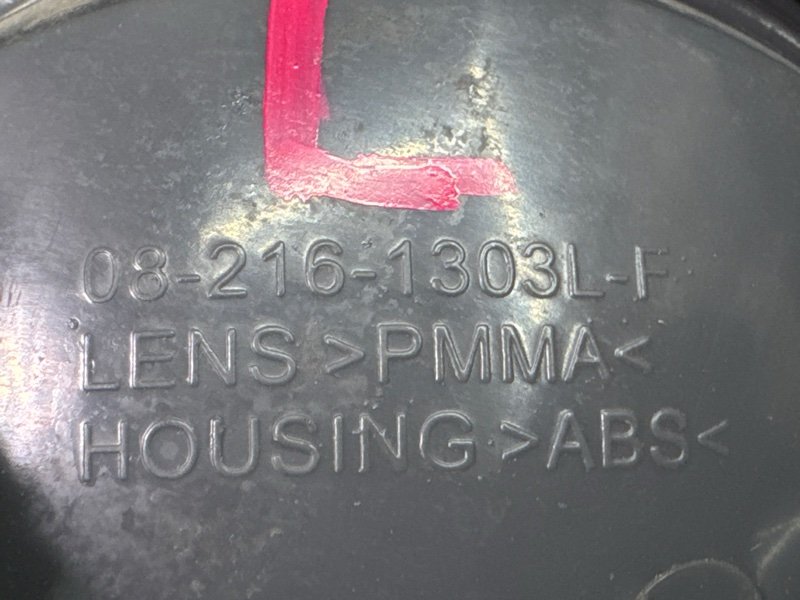 L
08-216-1303L-F
LENS >PMMA<
HOUSING >ABS<